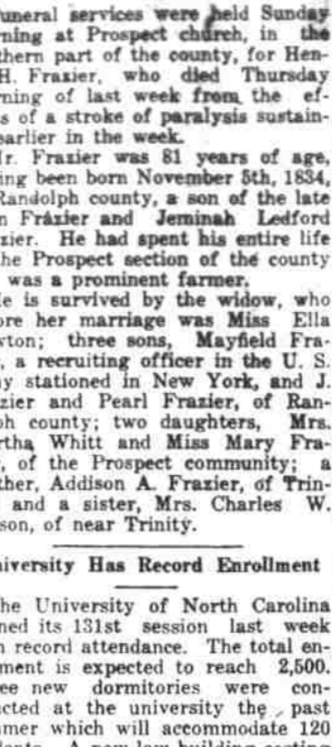 uneral services were held Sunday
ning at Prospect church, in the
thern part of the county, for Hen-
H. Frazier, who died Thursday
ning of last week from the ef-
s of a stroke of paralysis sustain-
earlier in the week.
r. Frazier was 81 years of age,
ing been born November 5th, 1834,
Randolph county, a son of the late
n Frazier and Jeminah Ledford
zier. He had spent his entire life
he Prospect section of the county
was a prominent farmer.
e is survived by the widow, who
ore her marriage was Miss Ella
wton; three sons, Mayfield Fra-
, a recruiting officer in the U. S.
y stationed in New York, and J.
zier and Pearl Frazier, of Ran-
ph county; two daughters, Mrs.
rtha Whitt and Miss Mary Fra-
, of the Prospect community; a
ther, Addison A. Frazier, of Trin-
and a sister, Mrs. Charles W.
son, of near Trinity.
iversity Has Record Enrollment
he University of North Carolina
ned its 131st session last week
h record attendance. The total en-
ment is expected to reach 2,500.
ee new dormitories were con-
ucted at the university the past
mer which will accommodate 120